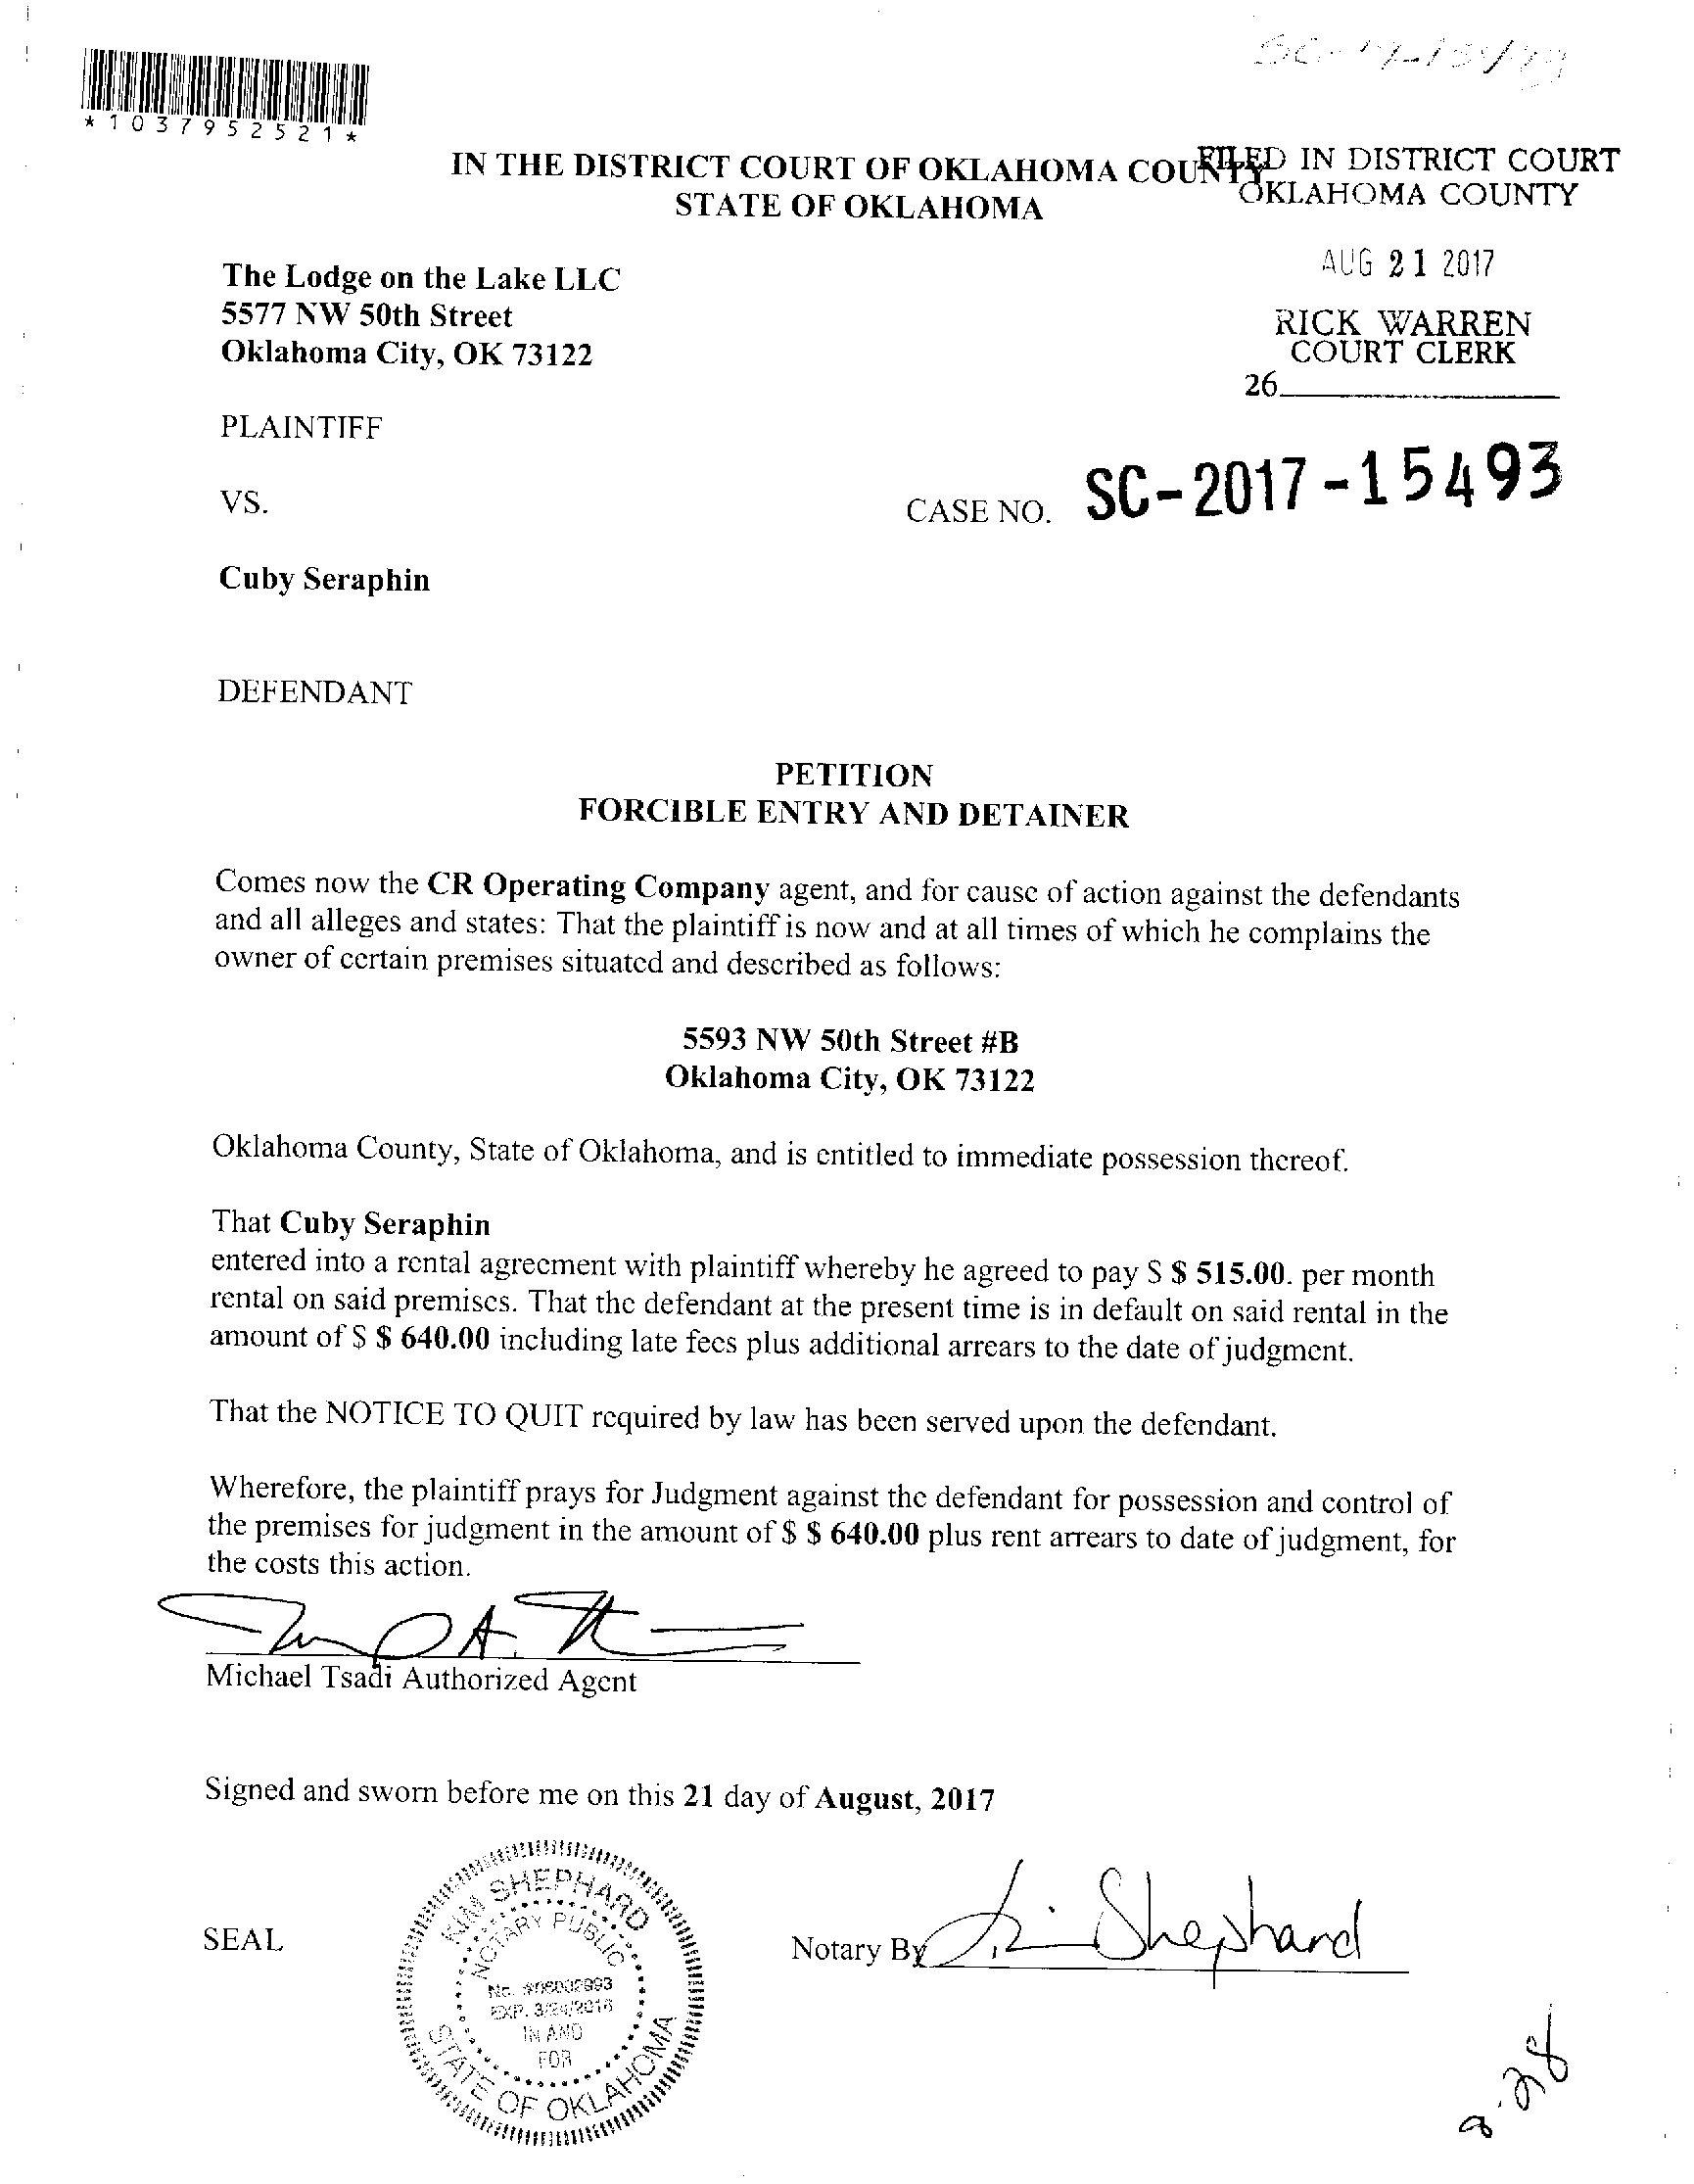 *1037952521*
IN THE DISTRICT COURT OF OKLAHOMA COUNTY
STATE OF OKLAHOMA
FILED IN DISTRICT COURT
OKLAHOMA COUNTY
AUG 21 2017
RICK WARREN
COURT CLERK
26
The Lodge on the Lake LLC
5577 NW 50th Street
Oklahoma City, OK 73122
PLAINTIFF
VS.
CASE NO. SC-2017-15493
Cuby Seraphin
DEFENDANT
PETITION
FORCIBLE ENTRY AND DETAINER
Comes now the CR Operating Company agent, and for cause of action against the defendants
and all alleges and states: That the plaintiff is now and at all times of which he complains the
owner of certain premises situated and described as follows:
5593 NW 50th Street #B
Oklahoma City, OK 73122
Oklahoma County, State of Oklahoma, and is entitled to immediate possession thereof.
That Cuby Seraphin
entered into a rental agreement with plaintiff whereby he agreed to pay $ $ 515.00. per month
rental on said premises. That the defendant at the present time is in default on said rental in the
amount of $ $ 640.00 including late fees plus additional arrears to the date of judgment.
That the NOTICE TO QUIT required by law has been served upon the defendant.
Wherefore, the plaintiff prays for Judgment against the defendant for possession and control of
the premises for judgment in the amount of $ $ 640.00 plus rent arrears to date of judgment, for
the costs this action.
Michael Tsadi Authorized Agent
Signed and sworn before me on this 21 day of August, 2017
SEAL
KIM SHEPHARD
NOTARY PUBLIC
IN AND
FOR
STATE OF OKLAHOMA
Notary By Kim Shephard
8-28